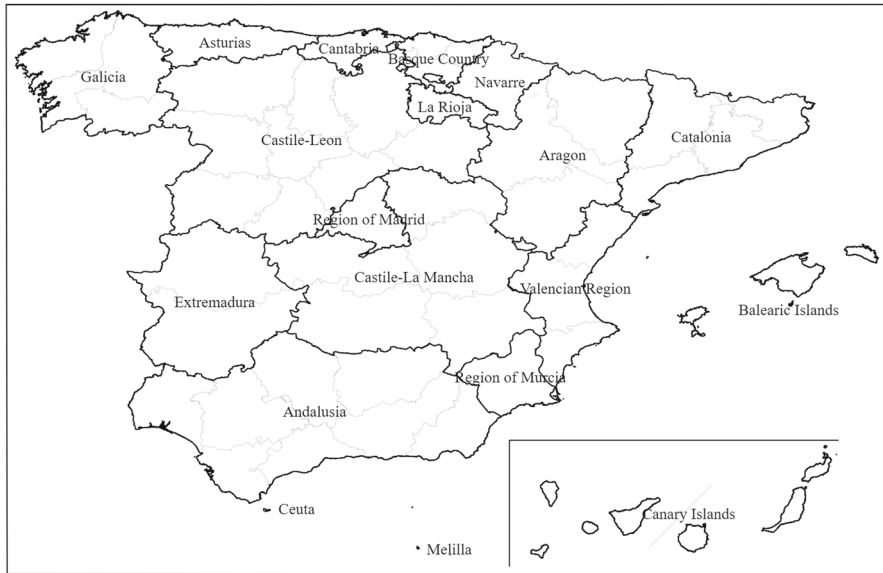 Asturias
Cantabria
Basque Country
Galicia
Navarre
La Rioja
Castile-Leon
Catalonia
Aragon
Region of Madrid
Castile-La Mancha
Valencian Region
Extremadura
Balearic Islands
Region of Murcia
Andalusia
Ceuta
Canary Islands
Melilla